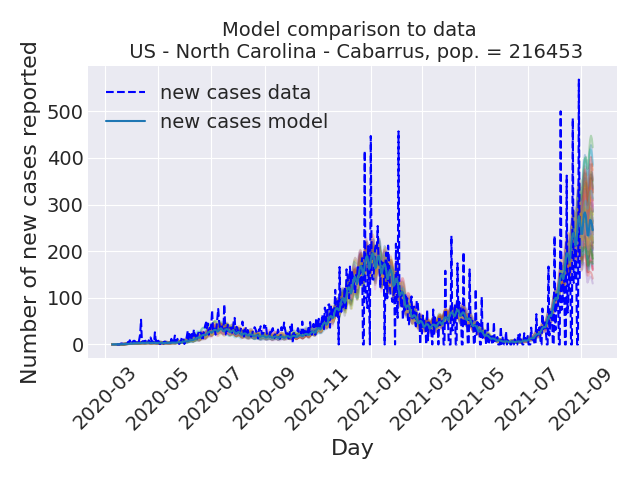 Model comparison to data
US - North Carolina - Cabarrus, pop. = 216453
Number of new cases reported
new cases data
new cases model
500
400
300
200
100
0
2020-03
2020-05
2020-07
2020-09
2020-11
2021-01
2021-03
2021-05
2021-07
2021-09
Day